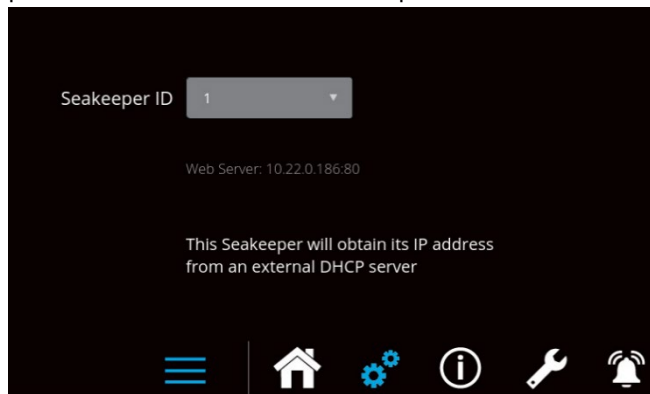 Seakeeper ID
1
Web Server: 10.22.0.186:80
This Seakeeper will obtain its IP address
from an external DHCP server